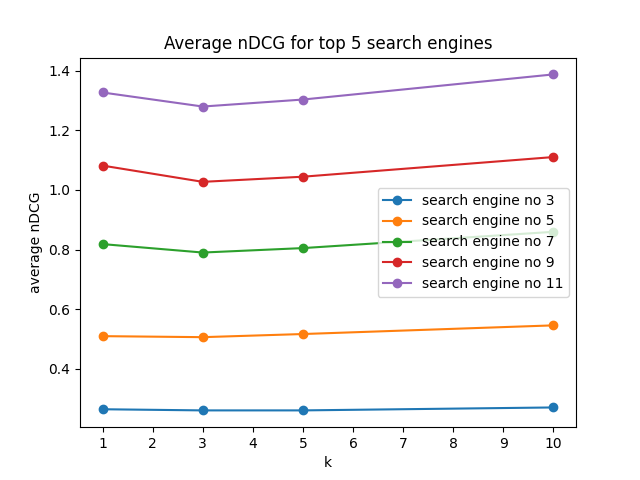 Average nDCG for top 5 search engines
average nDCG
1.4
1.2
1.0
0.8
0.6
0.4
search engine no 3
search engine no 5
search engine no 7
search engine no 9
search engine no 11
1 2 3 4 5 6 7 8 9 10
k